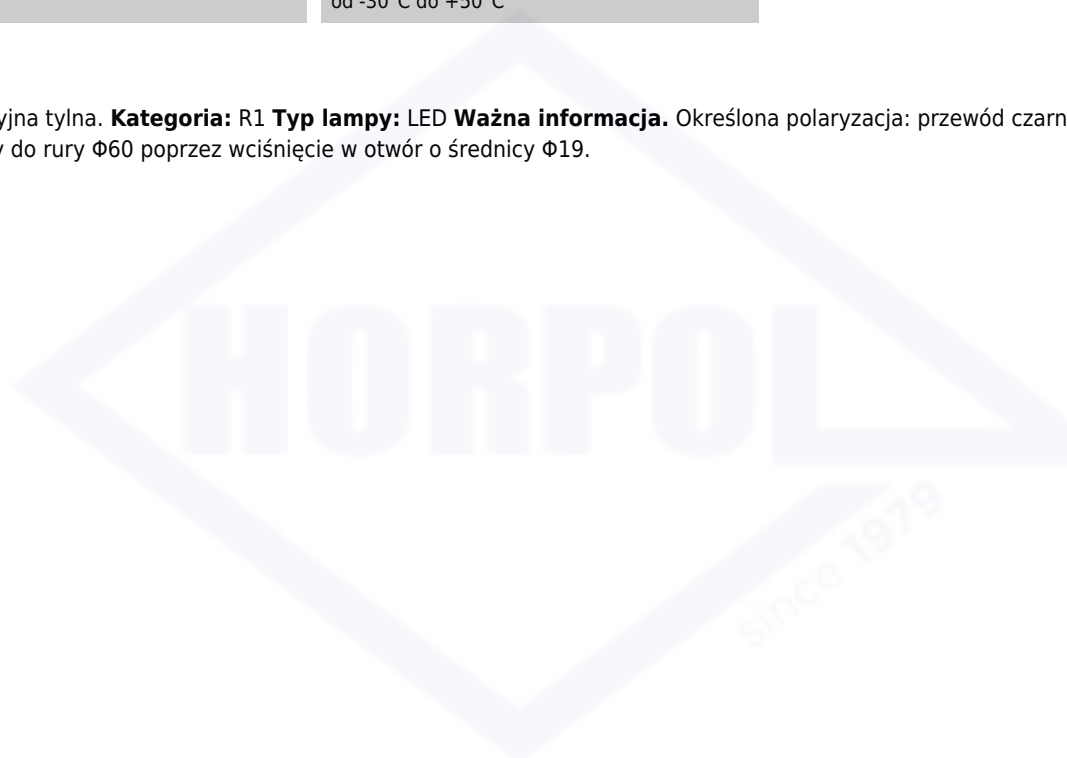 od -30°C do +50°C
yjna tylna. Kategoria: R1 Typ lampy: LED Ważna informacja. Określona polaryzacja: przewód czarn
y do rury Φ60 poprzez wciśnięcie w otwór o średnicy Φ19.
HORPOL
since 1979